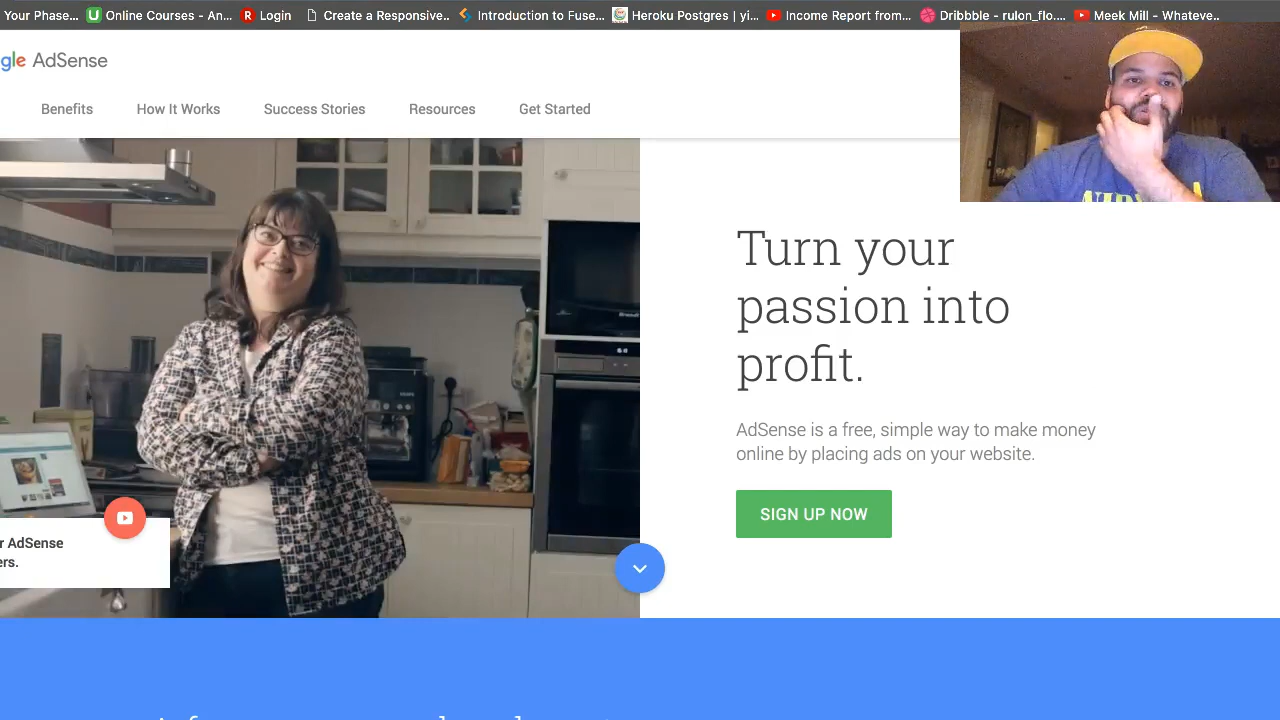 Your Phase... Online Courses - An... Login Create a Responsive.. Introduction to Fuse... Heroku Postgres | yi... Income Report from... Dribbble - rulon_flo.... Meek Mill - Whateve..
gle AdSense
Benefits How It Works Success Stories Resources Get Started
Turn your
passion into
profit.
AdSense is a free, simple way to make money
online by placing ads on your website.
SIGN UP NOW
r AdSense
ers.